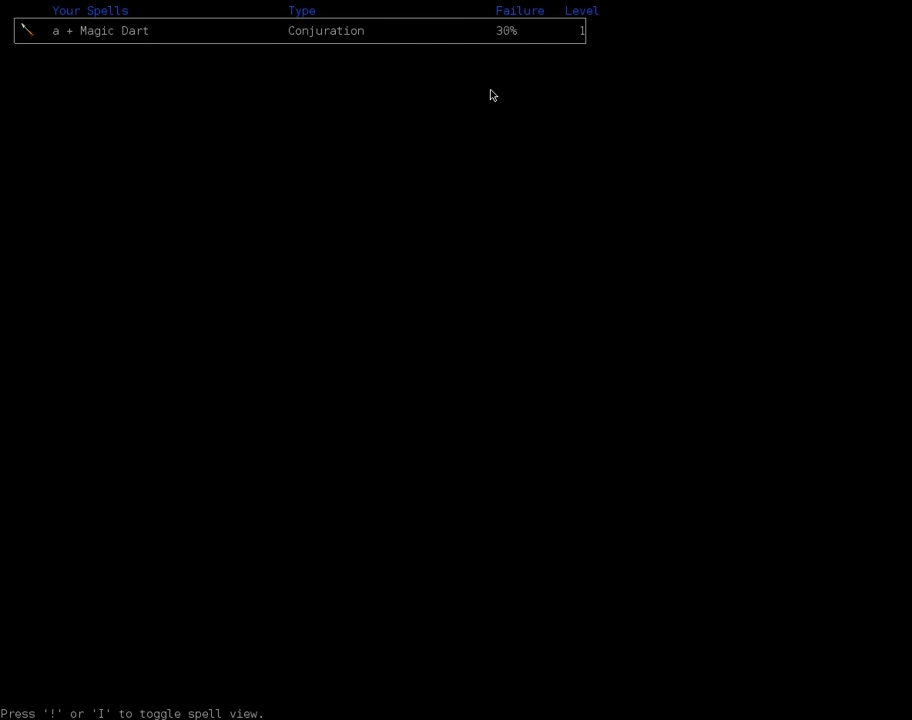 Your Spells Type Failure Level
a + Magic Dart Conjuration 30% 1
Press '!' or 'I' to toggle spell view.